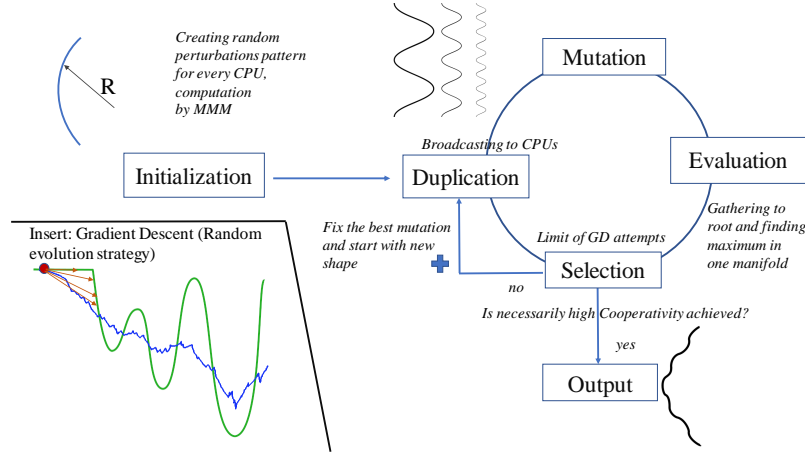 Creating random
perturbations pattern
for every CPU,
computation
by MMM
R
Mutation
Broadcasting to CPUs
Initialization
Duplication
Evaluation
Insert: Gradient Descent (Random
evolution strategy)
Fix the best mutation
and start with new
shape
Limit of GD attempts
Gathering to
root and finding
maximum in
one manifold
Selection
no
Is necessarily high Cooperativity achieved?
yes
Output